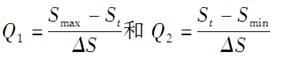 Q₁ = (S_max − S_t) / ΔS 和 Q₂ = (S_t − S_min) / ΔS